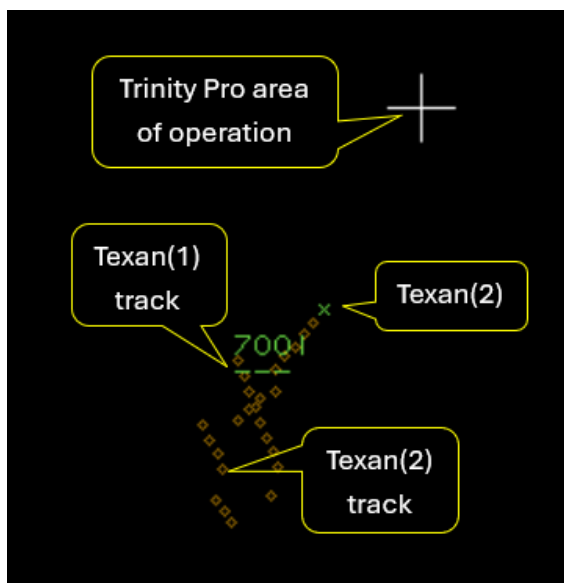 Trinity Pro area
of operation
Texan(1)
track
Texan(2)
7001
Texan(2)
track